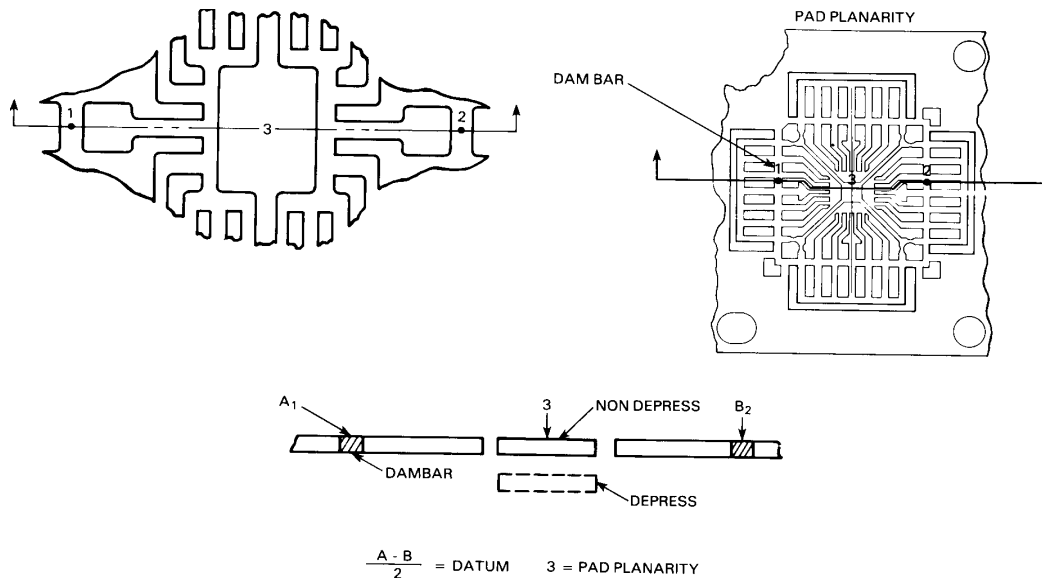 PAD PLANARITY
DAM BAR
1
3
2
1
3
2
A1
3
NON DEPRESS
B2
DAMBAR
DEPRESS
A - B
2
= DATUM
3 = PAD PLANARITY